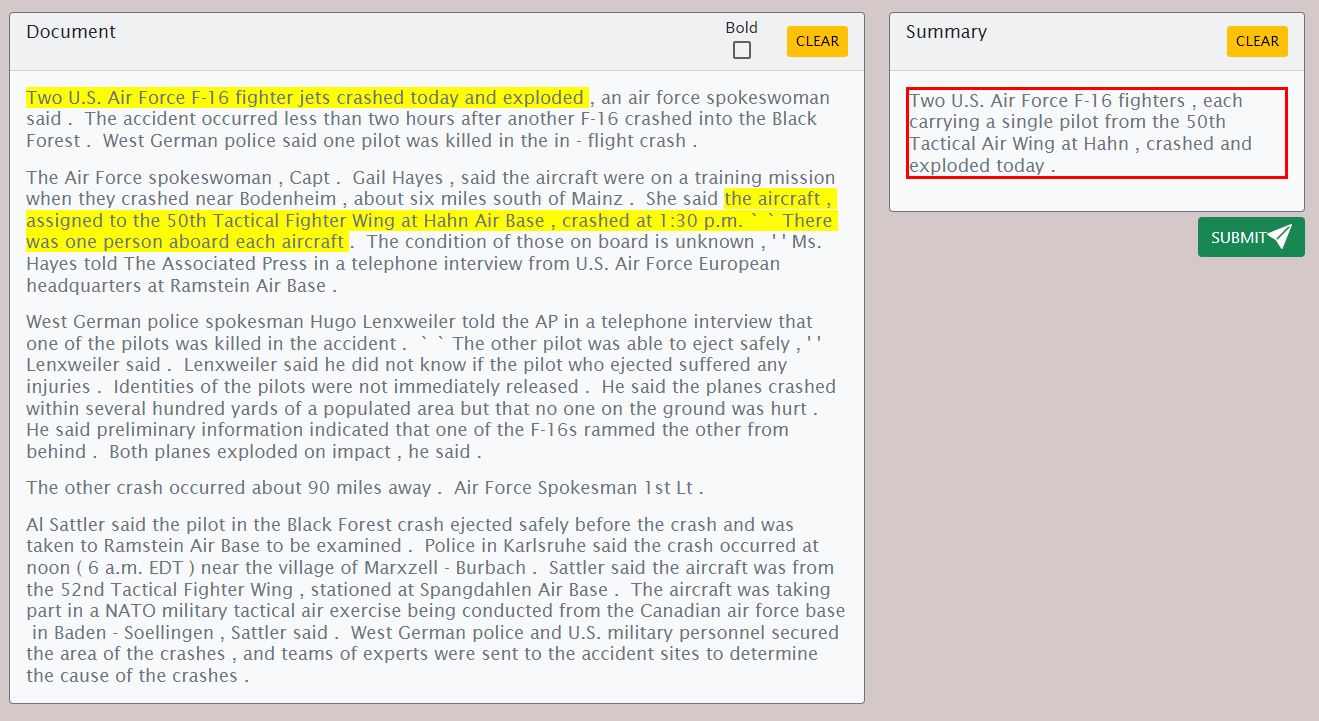 Document
Bold
CLEAR
Two U.S. Air Force F-16 fighter jets crashed today and exploded , an air force spokeswoman
said .  The accident occurred less than two hours after another F-16 crashed into the Black
Forest .  West German police said one pilot was killed in the in - flight crash .
The Air Force spokeswoman , Capt .  Gail Hayes , said the aircraft were on a training mission
when they crashed near Bodenheim , about six miles south of Mainz .  She said the aircraft ,
assigned to the 50th Tactical Fighter Wing at Hahn Air Base , crashed at 1:30 p.m. ` ` There
was one person aboard each aircraft .  The condition of those on board is unknown , ' ' Ms.
Hayes told The Associated Press in a telephone interview from U.S. Air Force European
headquarters at Ramstein Air Base .
West German police spokesman Hugo Lenxweiler told the AP in a telephone interview that
one of the pilots was killed in the accident .  ` ` The other pilot was able to eject safely , ' '
Lenxweiler said .  Lenxweiler said he did not know if the pilot who ejected suffered any
injuries .  Identities of the pilots were not immediately released .  He said the planes crashed
within several hundred yards of a populated area but that no one on the ground was hurt .
He said preliminary information indicated that one of the F-16s rammed the other from
behind .  Both planes exploded on impact , he said .
The other crash occurred about 90 miles away .  Air Force Spokesman 1st Lt .
Al Sattler said the pilot in the Black Forest crash ejected safely before the crash and was
taken to Ramstein Air Base to be examined .  Police in Karlsruhe said the crash occurred at
noon ( 6 a.m. EDT ) near the village of Marxzell - Burbach .  Sattler said the aircraft was from
the 52nd Tactical Fighter Wing , stationed at Spangdahlen Air Base .  The aircraft was taking
part in a NATO military tactical air exercise being conducted from the Canadian air force base
in Baden - Soellingen , Sattler said .  West German police and U.S. military personnel secured
the area of the crashes , and teams of experts were sent to the accident sites to determine
the cause of the crashes .
Summary
CLEAR
Two U.S. Air Force F-16 fighters , each
carrying a single pilot from the 50th
Tactical Air Wing at Hahn , crashed and
exploded today .
SUBMIT